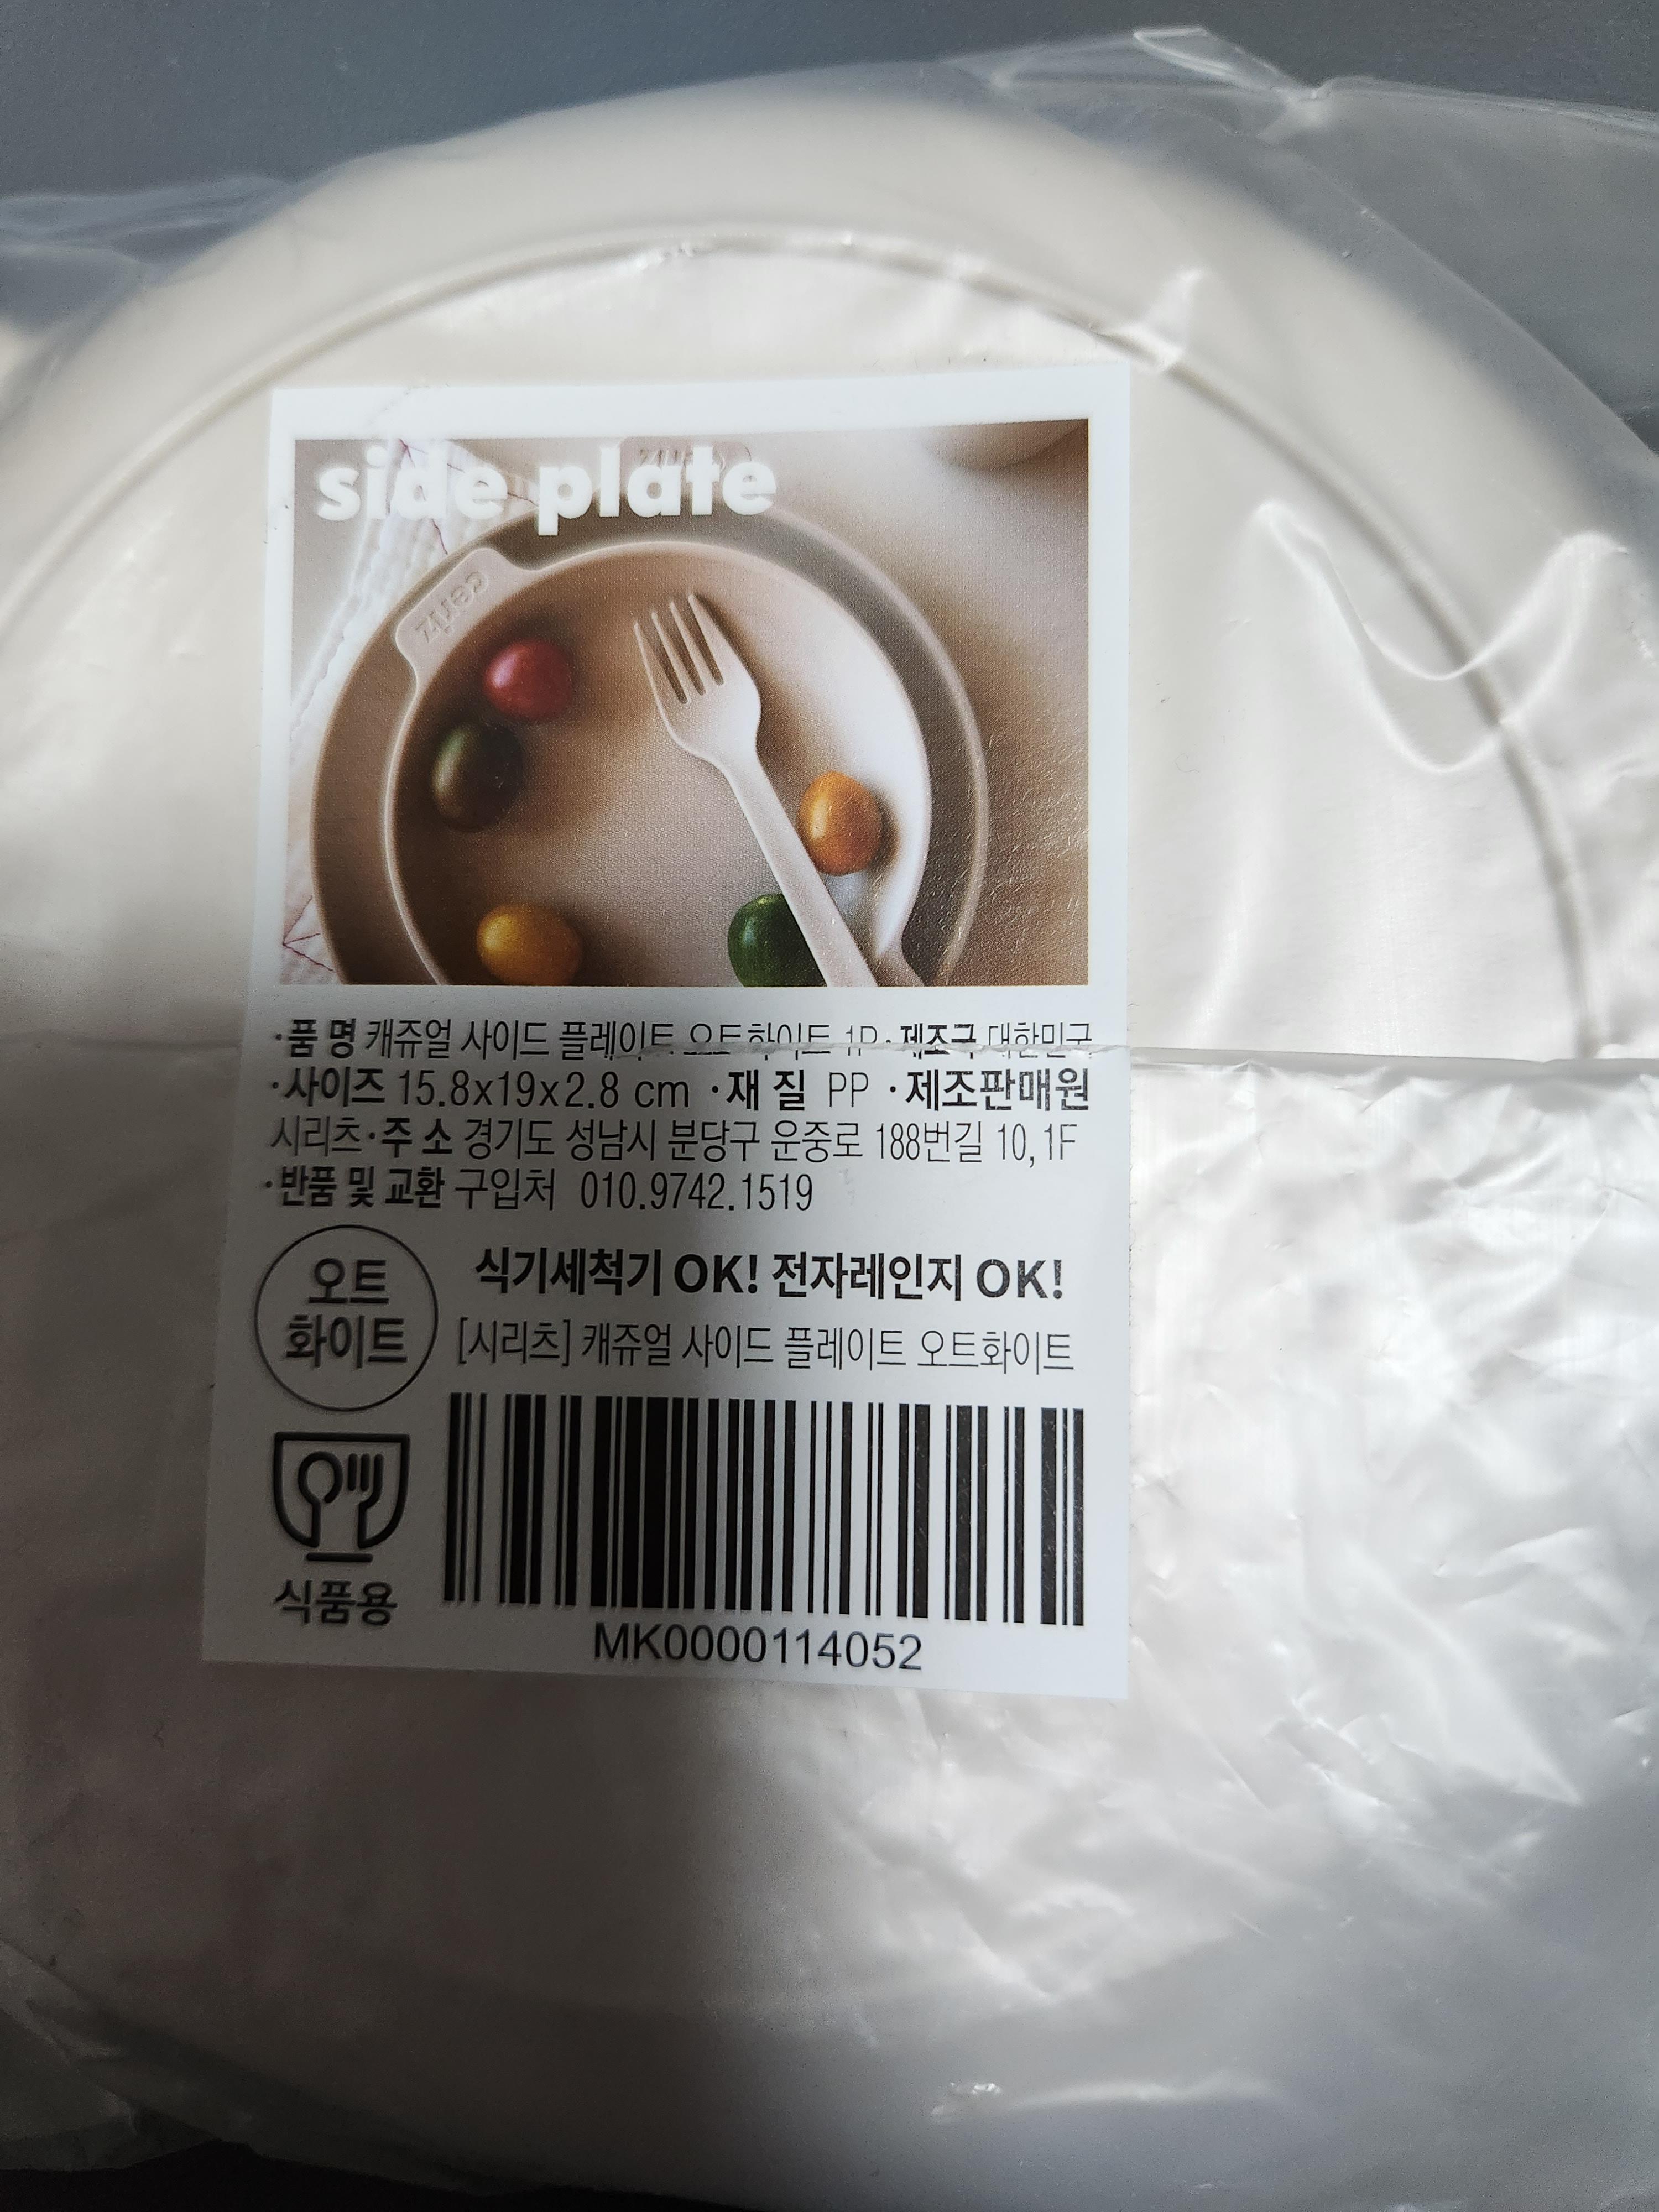 side plate
ceriz
·품 명 캐쥬얼 사이드 플레이트 오트화이트 1P · 제조국 대한민국
·사이즈 15.8x19x2.8 cm ·재 질 PP ·제조판매원
시리츠·주 소 경기도 성남시 분당구 운중로 188번길 10, 1F
·반품 및 교환 구입처 010.9742.1519
오트
화이트
식기세척기 OK! 전자레인지 OK!
[시리츠] 캐쥬얼 사이드 플레이트 오트화이트
식품용
MK0000114052